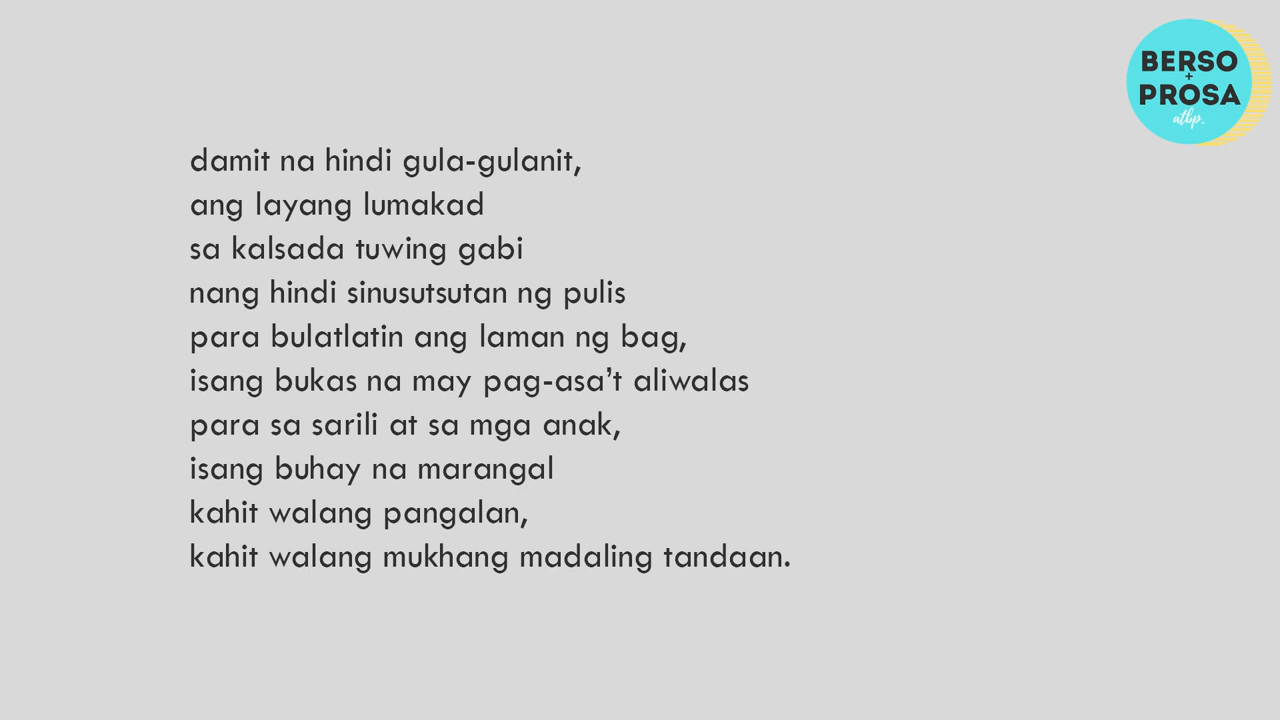 BERSO
+
PROSA
atbp.
damit na hindi gula-gulanit,
ang layang lumakad
sa kalsada tuwing gabi
nang hindi sinusutsutan ng pulis
para bulatlatin ang laman ng bag,
isang bukas na may pag-asa’t aliwalas
para sa sarili at sa mga anak,
isang buhay na marangal
kahit walang pangalan,
kahit walang mukhang madaling tandaan.